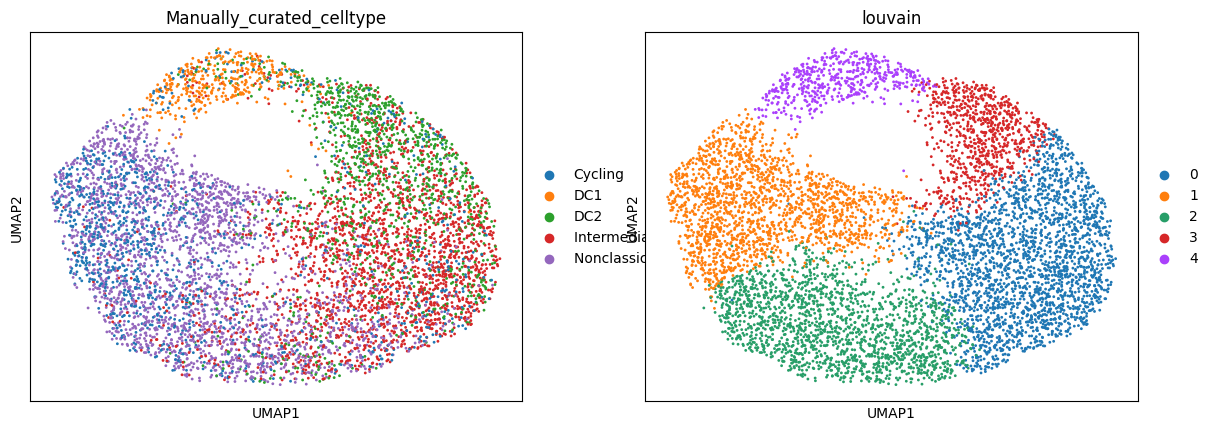 Manually_curated_celltype
UMAP2
UMAP1
Cycling
DC1
DC2
Intermedia
Nonclassic
louvain
UMAP2
UMAP1
0
1
2
3
4